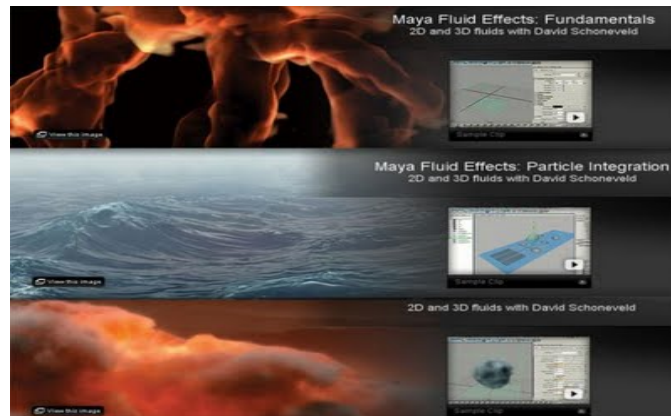 Maya Fluid Effects: Fundamentals
2D and 3D fluids with David Schoneveld
View this image
Sample Clip
Maya Fluid Effects: Particle Integration
2D and 3D fluids with David Schoneveld
View this image
Sample Clip
2D and 3D fluids with David Schoneveld
View this image
Sample Clip